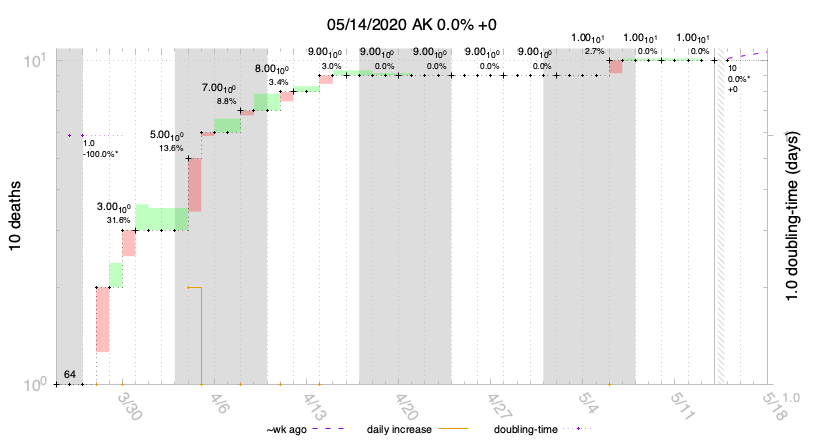 05/14/2020 AK 0.0% +0
1.00₁₀¹ 1.00₁₀¹ 1.00₁₀¹
2.7% 0.0% 0.0%
9.00₁₀⁰ 9.00₁₀⁰ 9.00₁₀⁰ 9.00₁₀⁰ 9.00₁₀⁰
3.0% 0.0% 0.0% 0.0% 0.0%
10¹
8.00₁₀⁰
3.4%
10
0.0%*
+0
7.00₁₀⁰
8.8%
5.00₁₀⁰
13.6%
1.0
-100.0%*
3.00₁₀⁰
31.6%
10 deaths
1.0 doubling-time (days)
64
10⁰
1.0
3/30 4/6 4/13 4/20 4/27 5/4 5/11 5/18
~wk ago daily increase doubling-time